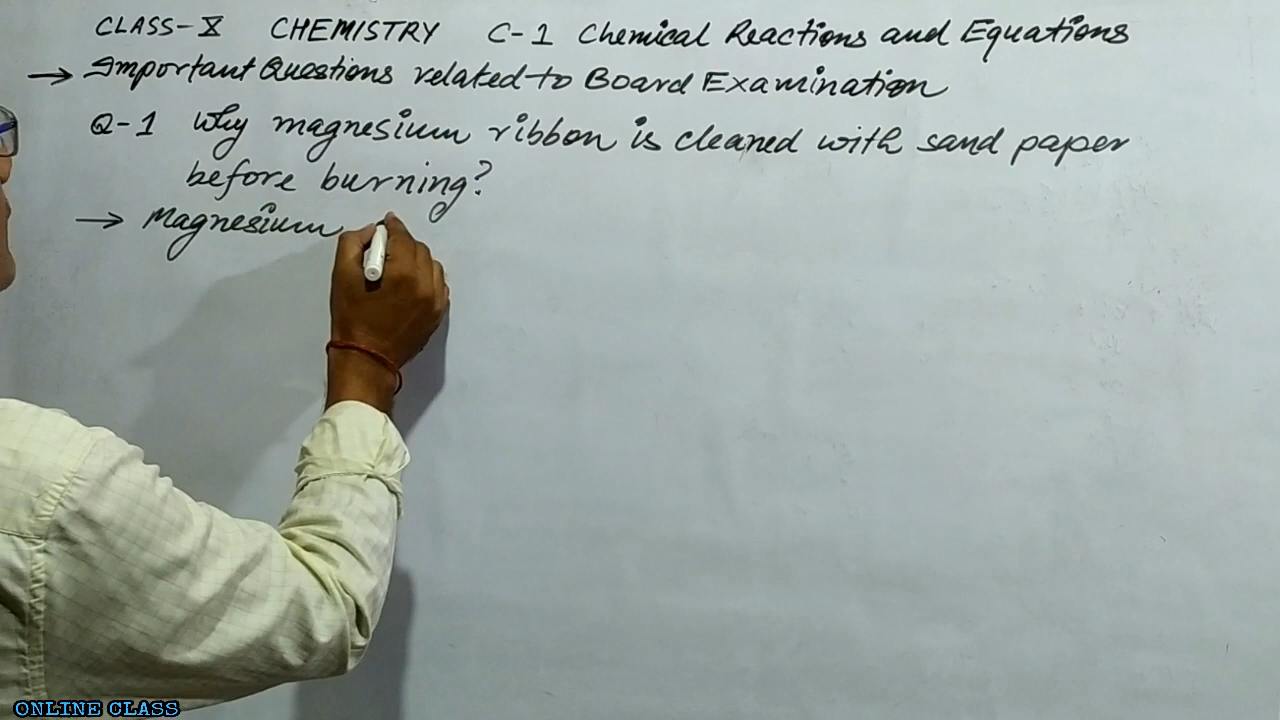 CLASS-X CHEMISTRY C-1 Chemical Reactions and Equations
→ Important Questions related to Board Examination
Q-1 Why magnesium ribbon is cleaned with sand paper
before burning?
→ Magnesium
ONLINE CLASS